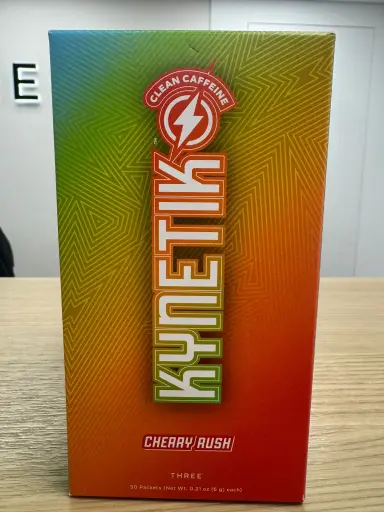 E
CLEAN CAFFEINE
KYNETIK
CHERRY RUSH
THREE
30 Packets (Net Wt. 0.21 oz (6 g) each)